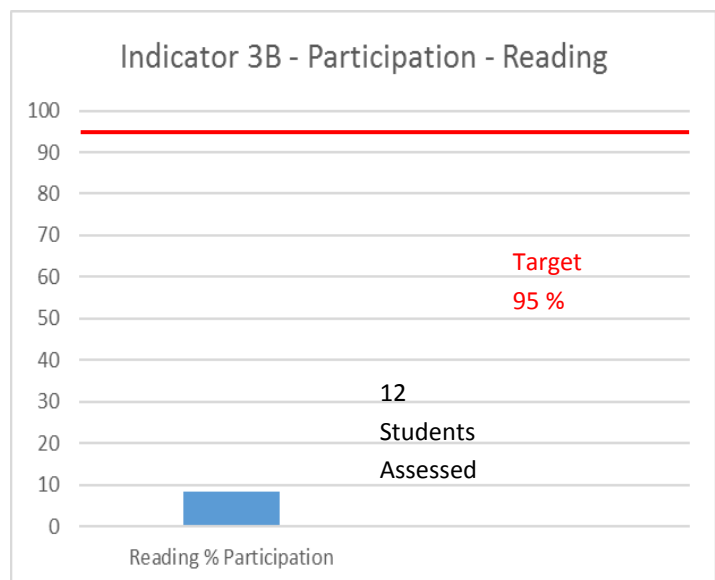 Indicator 3B - Participation - Reading
100
90
80
70
60
50
40
30
20
10
0
Target
95 %
12
Students
Assessed
Reading % Participation